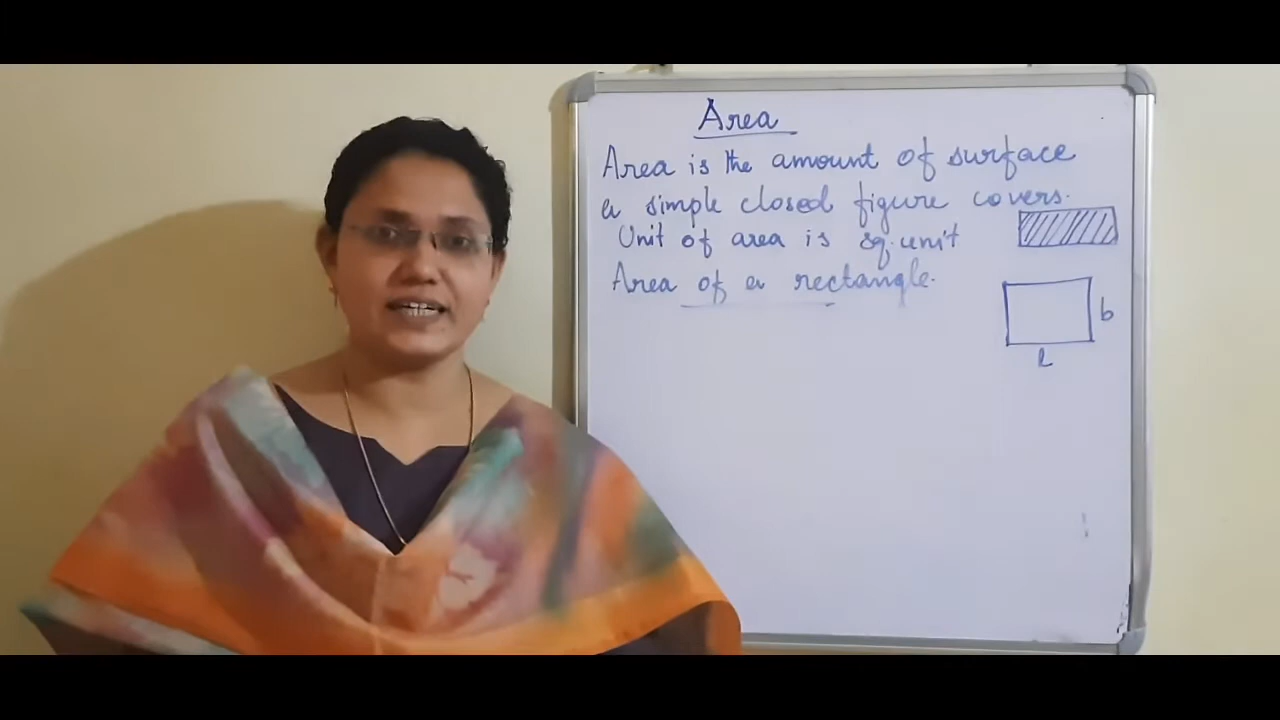 Area
Area is the amount of surface
a simple closed figure covers.
Unit of area is sq.unit
Area of a rectangle.
b
l